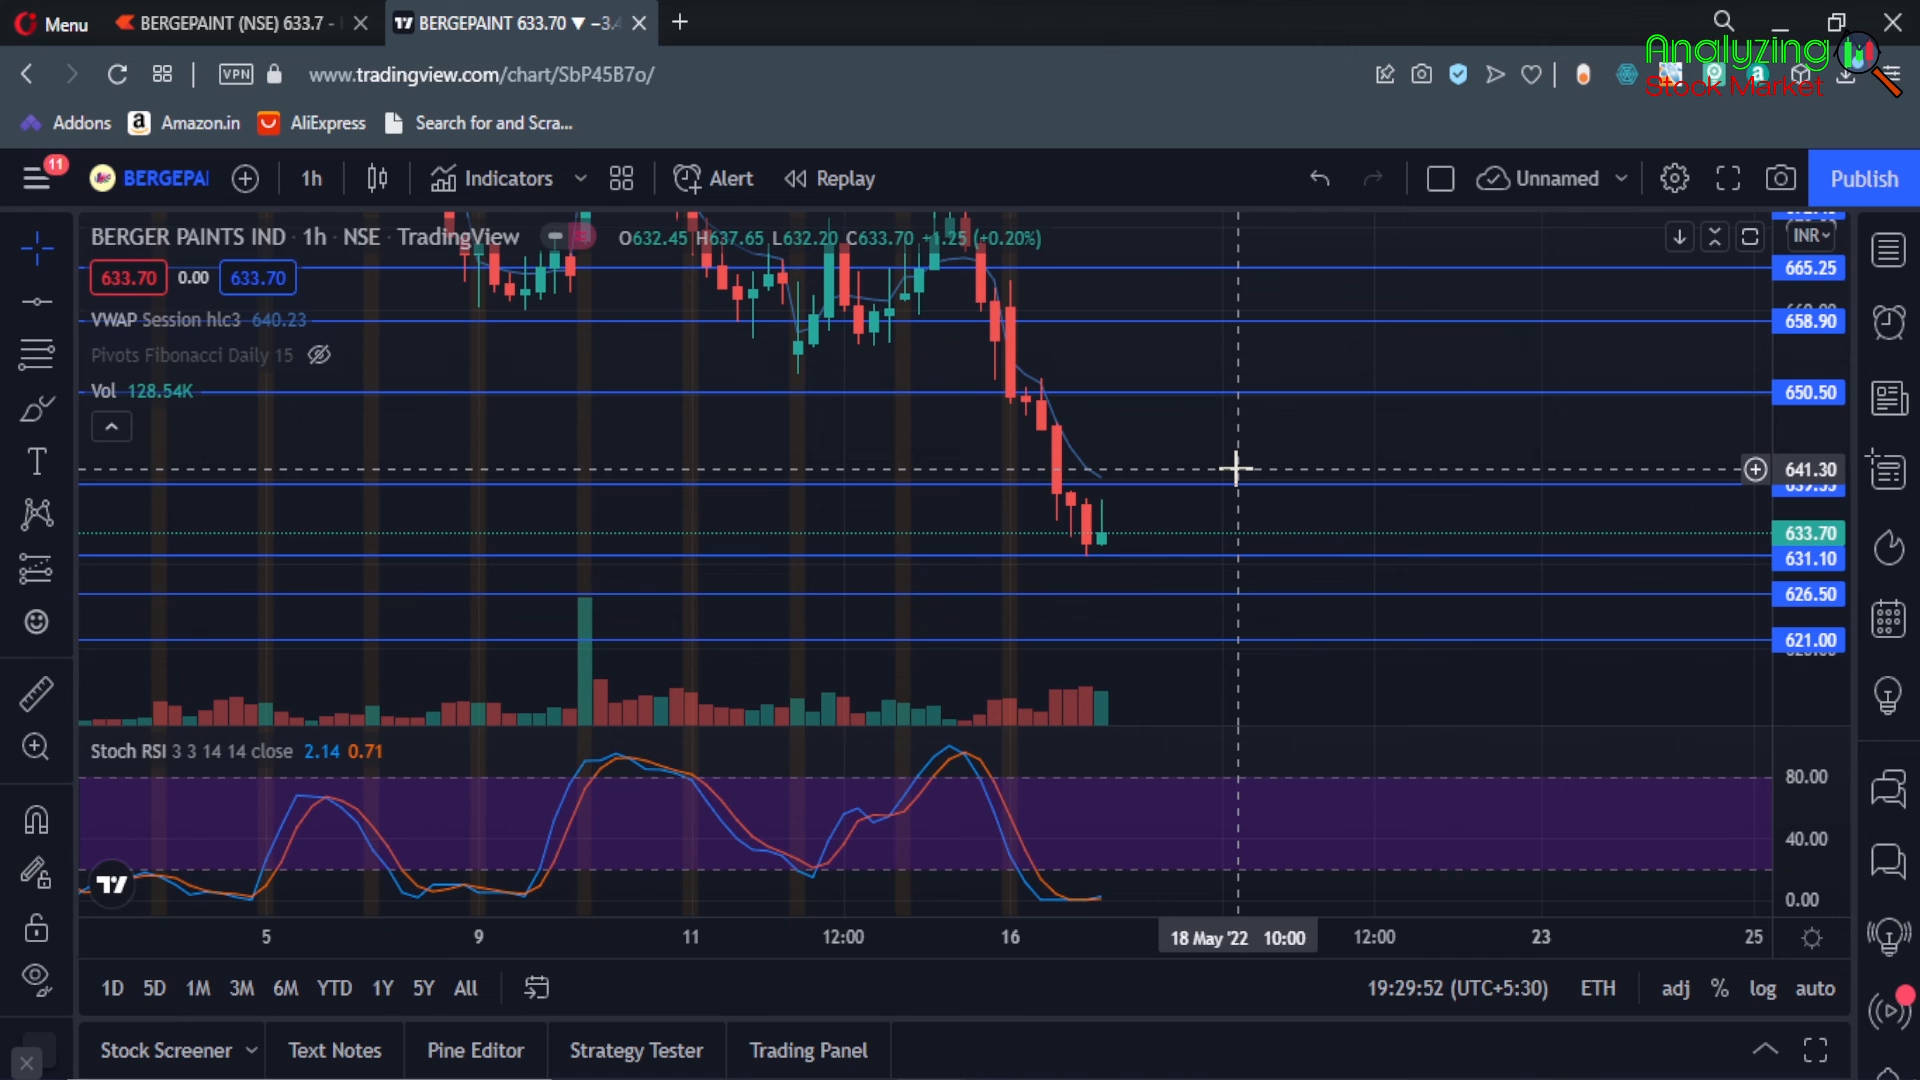 Menu
BERGEPAINT (NSE) 633.7 -
BERGEPAINT 633.70 ▼ −3.4
Analyzing
Stock Market
VPN
www.tradingview.com/chart/SbP45B7o/
Addons
Amazon.in
AliExpress
Search for and Scra...
11
BERGEPAI
1h
Indicators
Alert
Replay
Unnamed
Publish
BERGER PAINTS IND · 1h · NSE · TradingView
O632.45 H637.65 L632.20 C633.70 +1.25 (+0.20%)
INR
633.70 0.00 633.70
665.25
VWAP Session hlc3 640.23
658.90
Pivots Fibonacci Daily 15
Vol 128.54K
650.50
641.30
633.70
631.10
626.50
621.00
Stoch RSI 3 3 14 14 close 2.14 0.71
80.00
40.00
0.00
5 9 11 12:00 16 18 May '22 10:00 12:00 23 25
1D 5D 1M 3M 6M YTD 1Y 5Y All
19:29:52 (UTC+5:30) ETH adj % log auto
Stock Screener
Text Notes
Pine Editor
Strategy Tester
Trading Panel